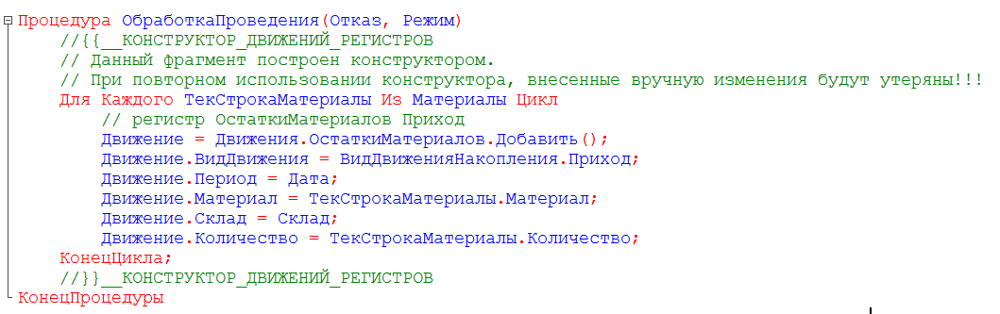 Процедура ОбработкаПроведения(Отказ, Режим)
//{{__КОНСТРУКТОР_ДВИЖЕНИЙ_РЕГИСТРОВ
// Данный фрагмент построен конструктором.
// При повторном использовании конструктора, внесенные вручную изменения будут утеряны!!!
Для Каждого ТекСтрокаМатериалы Из Материалы Цикл
// регистр ОстаткиМатериалов Приход
Движение = Движения.ОстаткиМатериалов.Добавить();
Движение.ВидДвижения = ВидДвиженияНакопления.Приход;
Движение.Период = Дата;
Движение.Материал = ТекСтрокаМатериалы.Материал;
Движение.Склад = Склад;
Движение.Количество = ТекСтрокаМатериалы.Количество;
КонецЦикла;
//}}__КОНСТРУКТОР_ДВИЖЕНИЙ_РЕГИСТРОВ
КонецПроцедуры